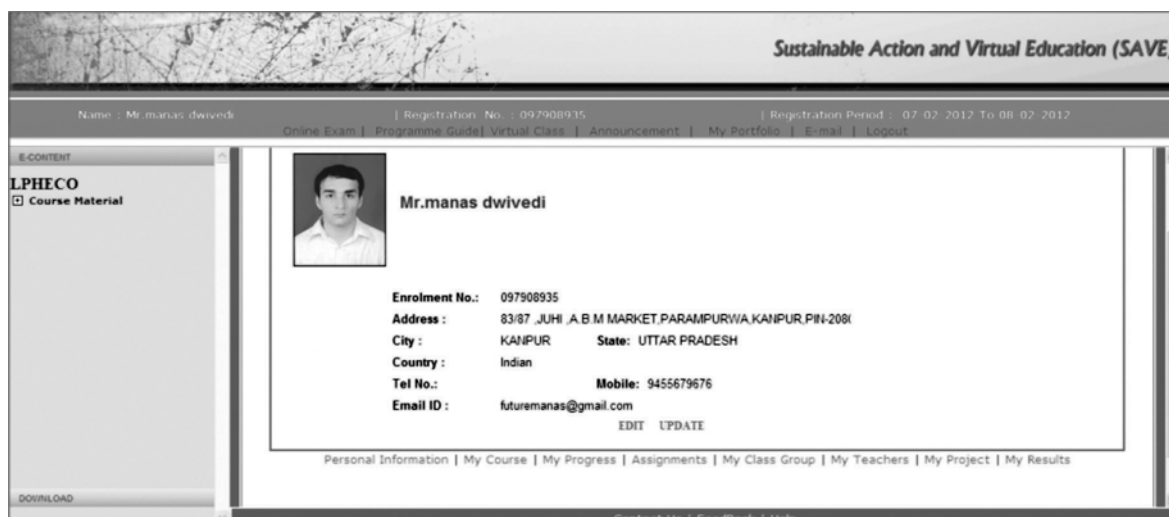 Sustainable Action and Virtual Education (SAVE)
Name : Mr.manas dwivedi | Registration No. : 097908935 | Registration Period : 07-02-2012 To 08-02-2012
Online Exam | Programme Guide| Virtual Class | Announcement | My Portfolio | E-mail | Logout
E-CONTENT
LPHECO
Course Material
Mr.manas dwivedi
Enrolment No.: 097908935
Address : 83/87 ,JUHI ,A.B.M MARKET,PARAMPURWA,KANPUR,PIN-208(
City : KANPUR State: UTTAR PRADESH
Country : Indian
Tel No.: Mobile: 9455679676
Email ID : futuremanas@gmail.com
EDIT UPDATE
Personal Information | My Course | My Progress | Assignments | My Class Group | My Teachers | My Project | My Results
DOWNLOAD
Contact Us | FeedBack | Help